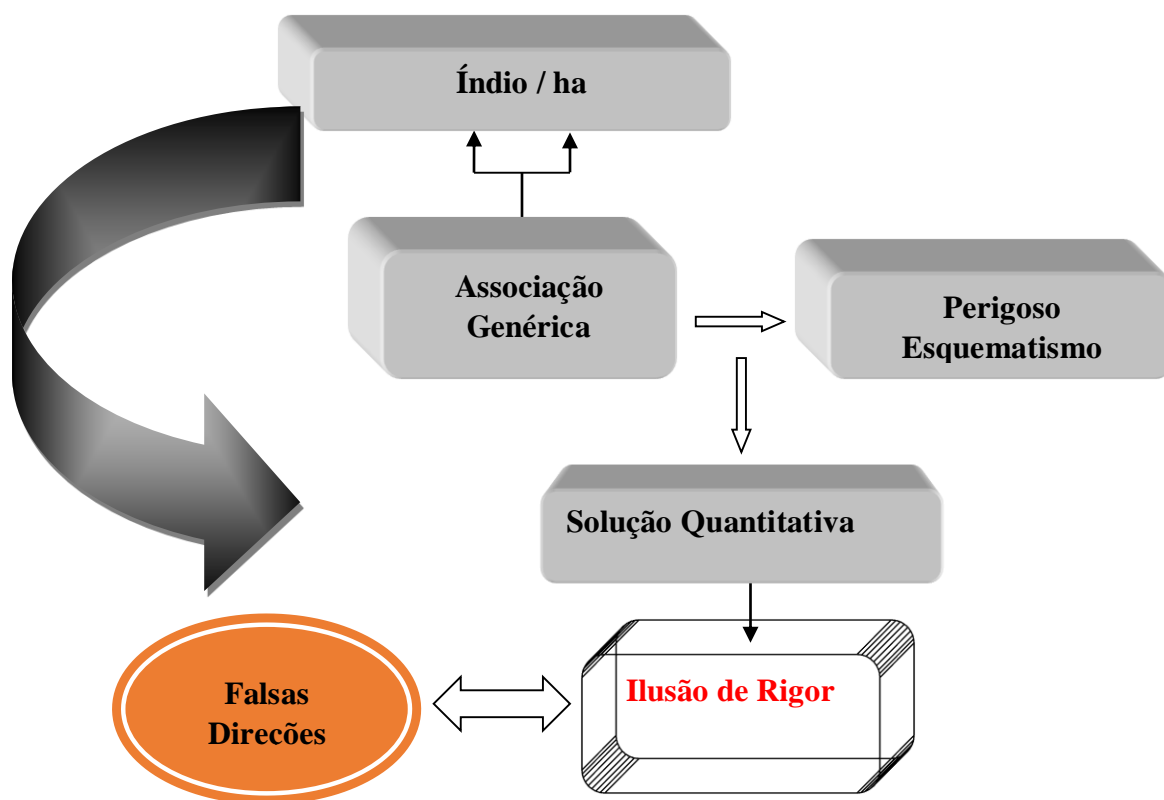 Índio / ha
Associação
Genérica
Perigoso
Esquematismo
Solução Quantitativa
Ilusão de Rigor
Falsas
Direcões